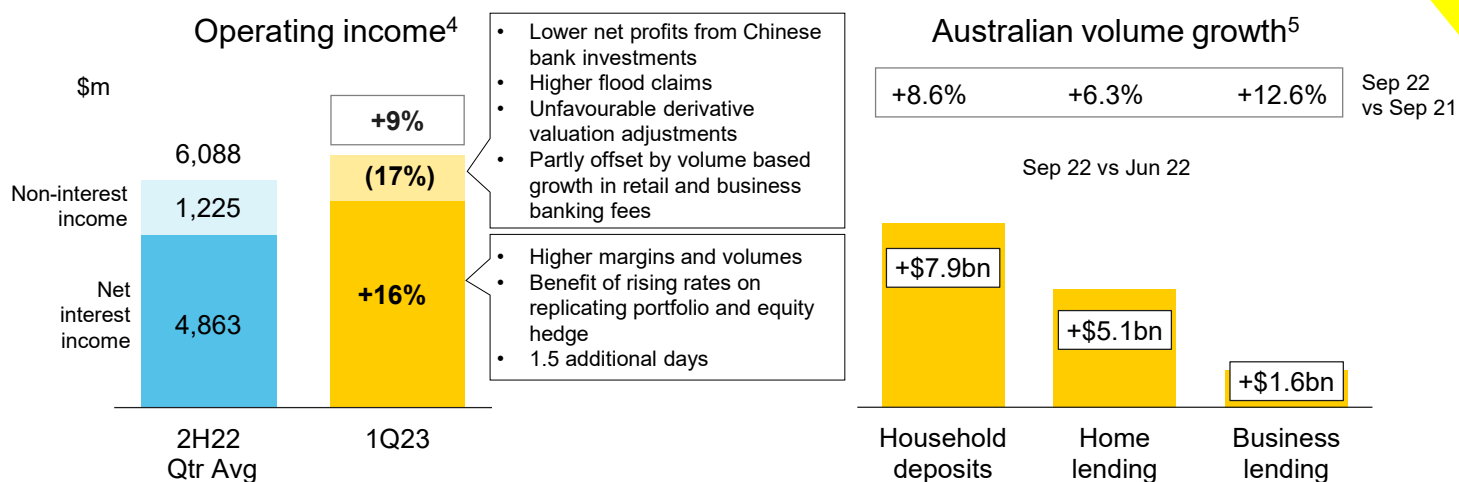 Operating income4
$m
+9%
6,088
(17%)
Non-interest
income
1,225
Net
interest
income
4,863
+16%
2H22
Qtr Avg
1Q23
• Lower net profits from Chinese
bank investments
• Higher flood claims
• Unfavourable derivative
valuation adjustments
• Partly offset by volume based
growth in retail and business
banking fees
• Higher margins and volumes
• Benefit of rising rates on
replicating portfolio and equity
hedge
• 1.5 additional days
Australian volume growth5
+8.6% +6.3% +12.6%
Sep 22
vs Sep 21
Sep 22 vs Jun 22
+$7.9bn
+$5.1bn
+$1.6bn
Household
deposits
Home
lending
Business
lending